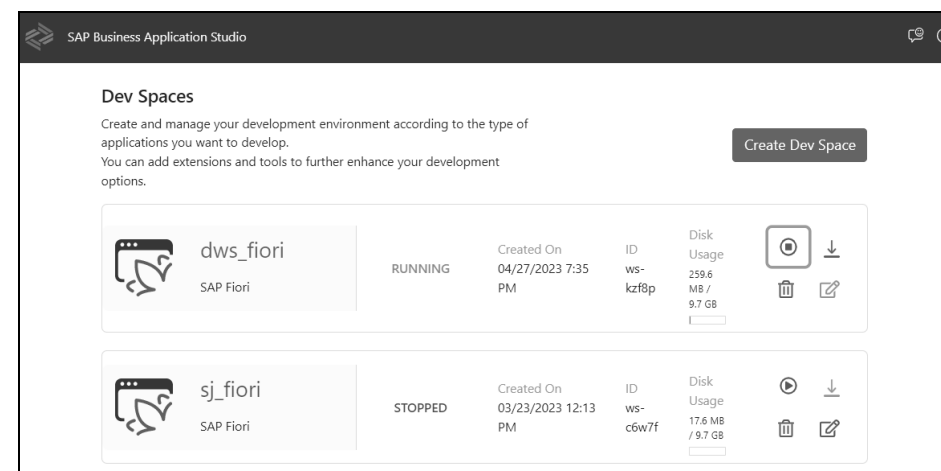 SAP Business Application Studio
Dev Spaces
Create and manage your development environment according to the type of
applications you want to develop.
You can add extensions and tools to further enhance your development
options.
Create Dev Space
dws_fiori
SAP Fiori
RUNNING
Created On
04/27/2023 7:35
PM
ID
ws-
kzf8p
Disk
Usage
259.6
MB /
9.7 GB
sj_fiori
SAP Fiori
STOPPED
Created On
03/23/2023 12:13
PM
ID
ws-
c6w7f
Disk
Usage
17.6 MB
/ 9.7 GB